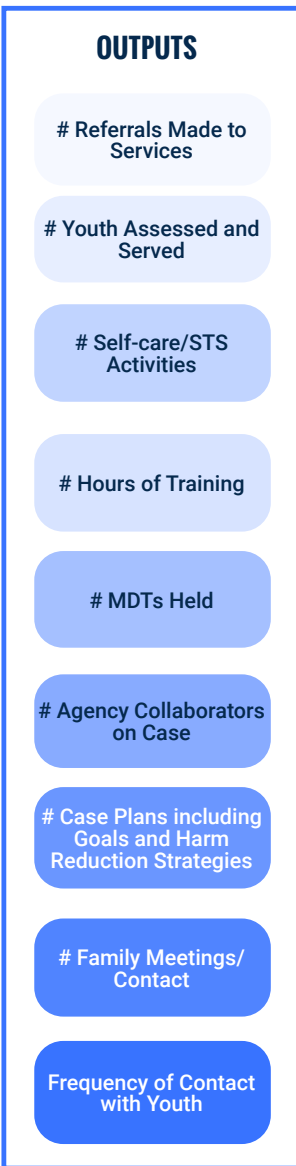 OUTPUTS
# Referrals Made to
Services
# Youth Assessed and
Served
# Self-care/STS
Activities
# Hours of Training
# MDTs Held
# Agency Collaborators
on Case
# Case Plans including
Goals and Harm
Reduction Strategies
# Family Meetings/
Contact
Frequency of Contact
with Youth